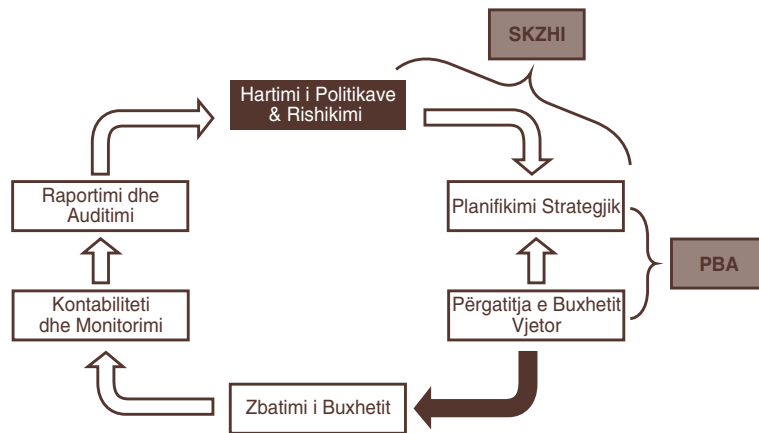 SKZHI
Hartimi i Politikave
& Rishikimi
Raportimi dhe
Auditimi
Planifikimi Strategjik
PBA
Kontabiliteti
dhe Monitorimi
Përgatitja e Buxhetit
Vjetor
Zbatimi i Buxhetit